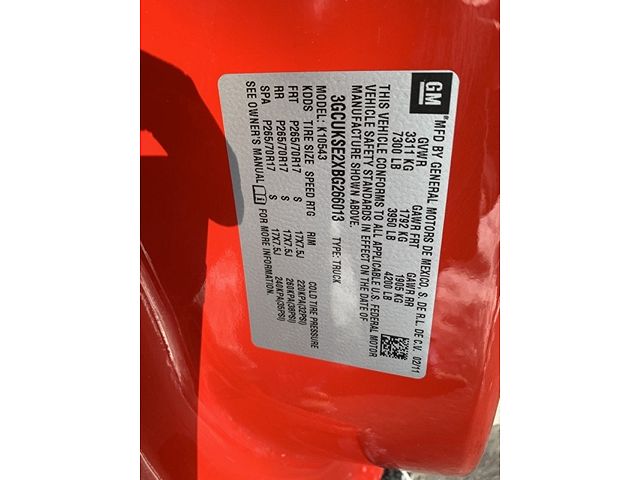 GM
MFD BY GENERAL MOTORS DE MEXICO, S. DE R.L. DE C.V. 02/11
GVWR GAWR FRT GAWR RR
3311 KG 1792 KG 1905 KG
7300 LB 3950 LB 4200 LB
THIS VEHICLE CONFORMS TO ALL APPLICABLE U.S. FEDERAL MOTOR
VEHICLE SAFETY STANDARDS IN EFFECT ON THE DATE OF
MANUFACTURE SHOWN ABOVE.
3GCUKSE2XBG266013 TYPE: TRUCK
MODEL: K10543
KDDS TIRE SIZE SPEED RTG RIM COLD TIRE PRESSURE
FRT P265/70R17 S 17X7.5J 220KPA(32PSI)
RR P265/70R17 S 17X7.5J 260KPA(38PSI)
SPA P265/70R17 S 17X7.5J 240KPA(35PSI)
SEE OWNER'S MANUAL FOR MORE INFORMATION.